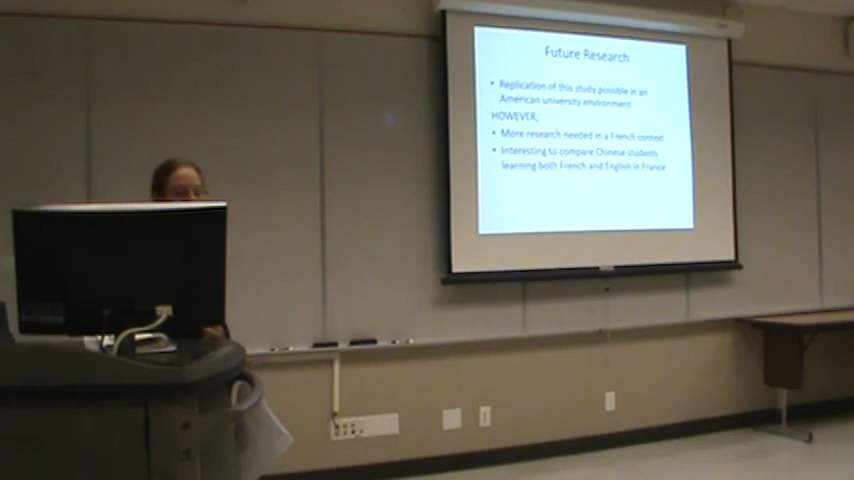 Future Research
• Replication of this study possible in an
American university environment
HOWEVER,
• More research needed in a French context
• Interesting to compare Chinese students
learning both French and English in France